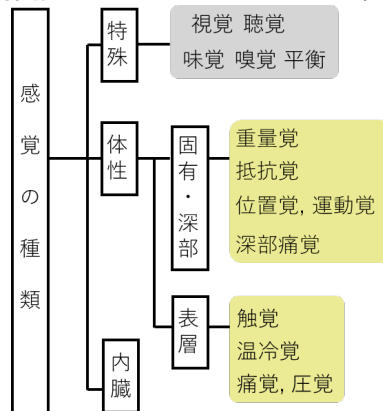 感覚の種類
特殊
視覚 聴覚
味覚 嗅覚 平衡
体性
固有・深部
重量覚
抵抗覚
位置覚, 運動覚
深部痛覚
表層
触覚
温冷覚
痛覚, 圧覚
内臓